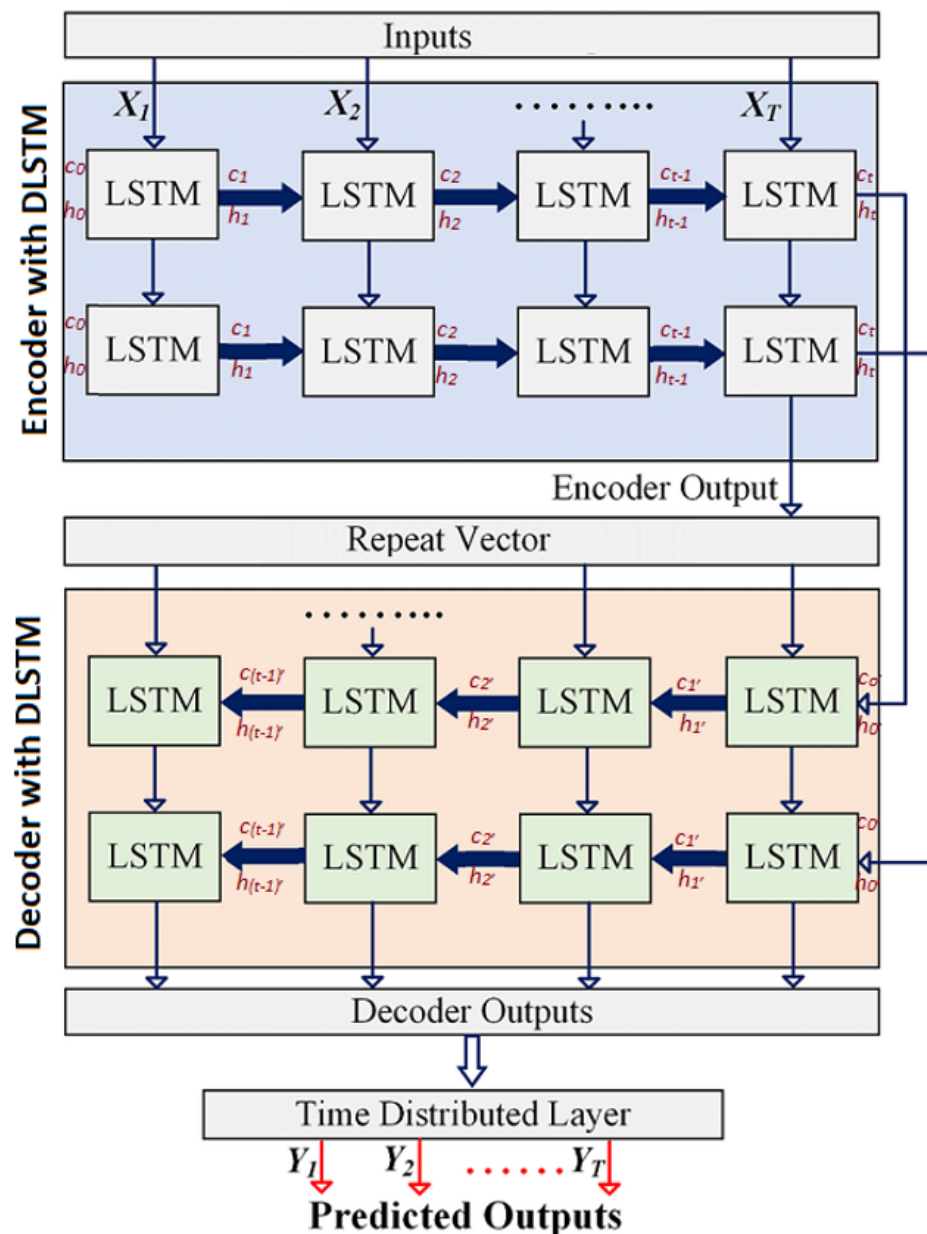 Inputs
X1 X2 ......... XT
Encoder with DLSTM
c0 c1 c2 ct-1 ct
LSTM LSTM LSTM LSTM
h0 h1 h2 ht-1 ht
c0 c1 c2 ct-1 ct
LSTM LSTM LSTM LSTM
h0 h1 h2 ht-1 ht
Encoder Output
Repeat Vector
.........
Decoder with DLSTM
c(t-1)' c2' c1' c0'
LSTM LSTM LSTM LSTM
h(t-1)' h2' h1' h0'
c(t-1)' c2' c1' c0'
LSTM LSTM LSTM LSTM
h(t-1)' h2' h1' h0'
Decoder Outputs
Time Distributed Layer
Y1 Y2 ...... YT
Predicted Outputs